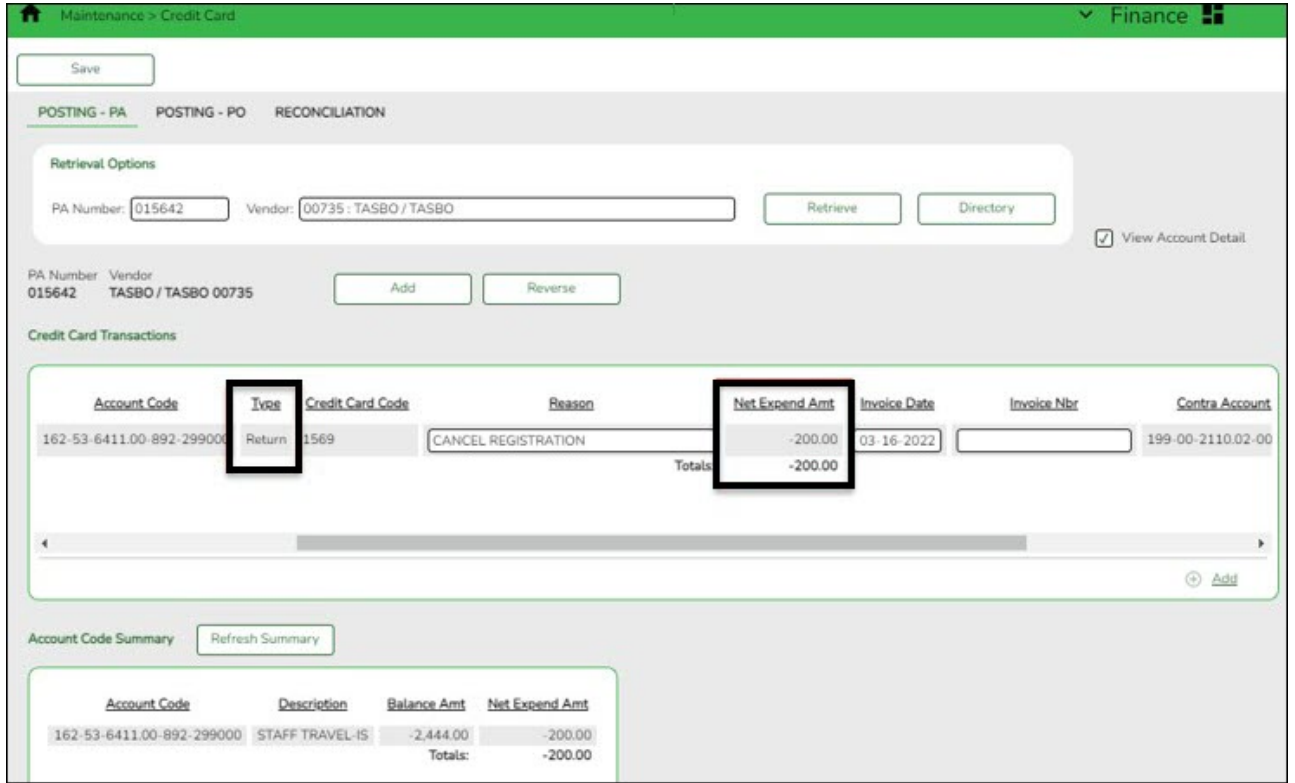 Maintenance > Credit Card Finance
Save
POSTING - PA POSTING - PO RECONCILIATION
Retrieval Options
PA Number: 015642 Vendor: 00735 : TASBO / TASBO Retrieve Directory
View Account Detail
PA Number Vendor
015642 TASBO / TASBO 00735 Add Reverse
Credit Card Transactions
Account Code Type Credit Card Code Reason Net Expend Amt Invoice Date Invoice Nbr Contra Account
162-53-6411.00-892-299000 Return 1569 CANCEL REGISTRATION -200.00 03-16-2022 199-00-2110.02-00
Totals: -200.00
Add
Account Code Summary Refresh Summary
Account Code Description Balance Amt Net Expend Amt
162-53-6411.00-892-299000 STAFF TRAVEL-IS -2,444.00 -200.00
Totals: -200.00